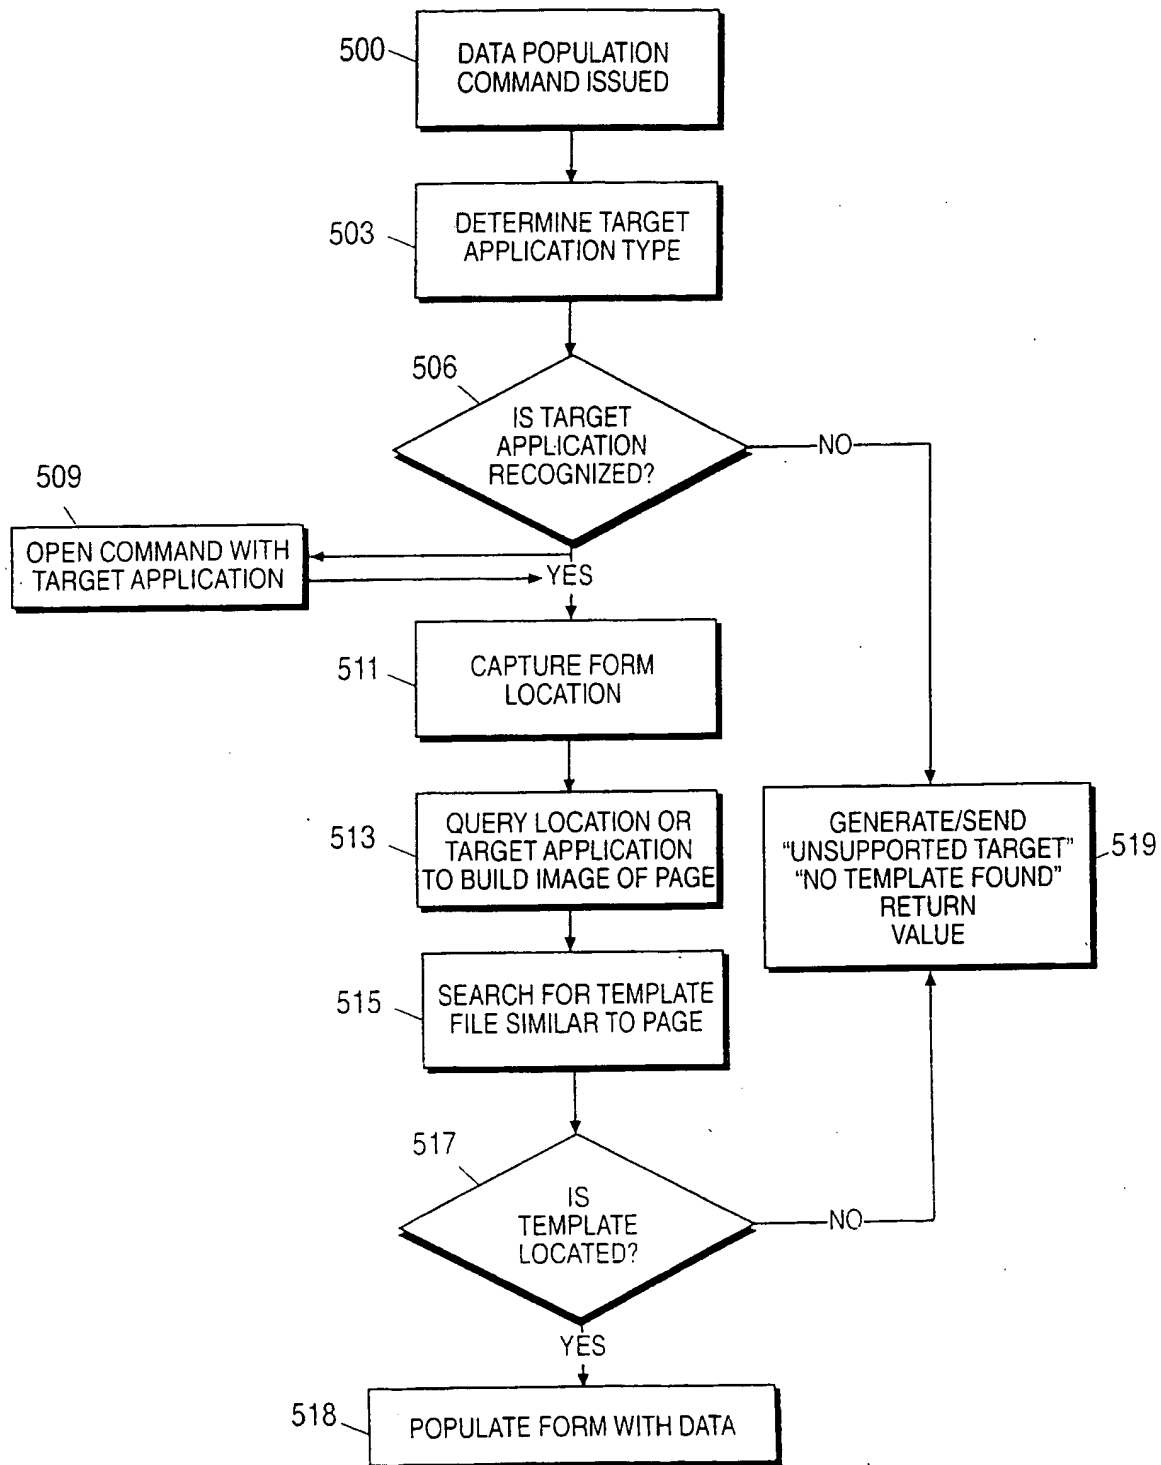 500
DATA POPULATION
COMMAND ISSUED
503
DETERMINE TARGET
APPLICATION TYPE
506
IS TARGET
APPLICATION
RECOGNIZED?
NO
509
OPEN COMMAND WITH
TARGET APPLICATION
YES
511
CAPTURE FORM
LOCATION
513
QUERY LOCATION OR
TARGET APPLICATION
TO BUILD IMAGE OF PAGE
GENERATE/SEND
“UNSUPPORTED TARGET”
“NO TEMPLATE FOUND”
RETURN
VALUE
519
515
SEARCH FOR TEMPLATE
FILE SIMILAR TO PAGE
517
IS
TEMPLATE
LOCATED?
NO
YES
518
POPULATE FORM WITH DATA